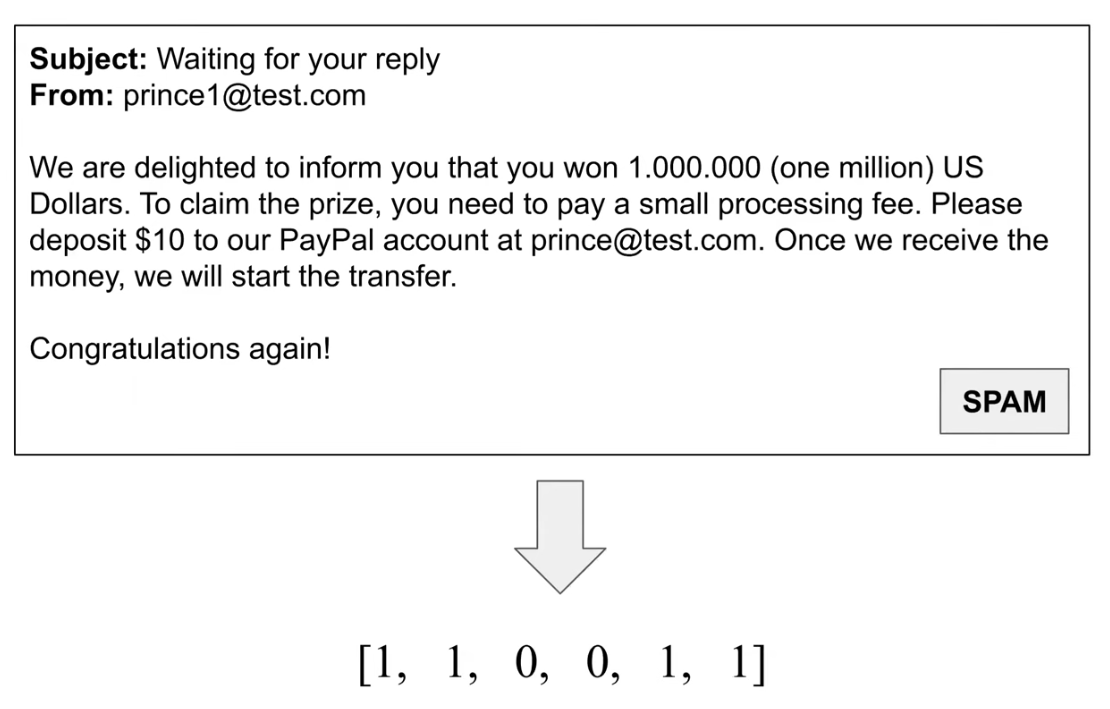 Subject: Waiting for your reply
From: prince1@test.com
We are delighted to inform you that you won 1.000.000 (one million) US
Dollars. To claim the prize, you need to pay a small processing fee. Please
deposit $10 to our PayPal account at prince@test.com. Once we receive the
money, we will start the transfer.
Congratulations again!
SPAM
[1, 1, 0, 0, 1, 1]